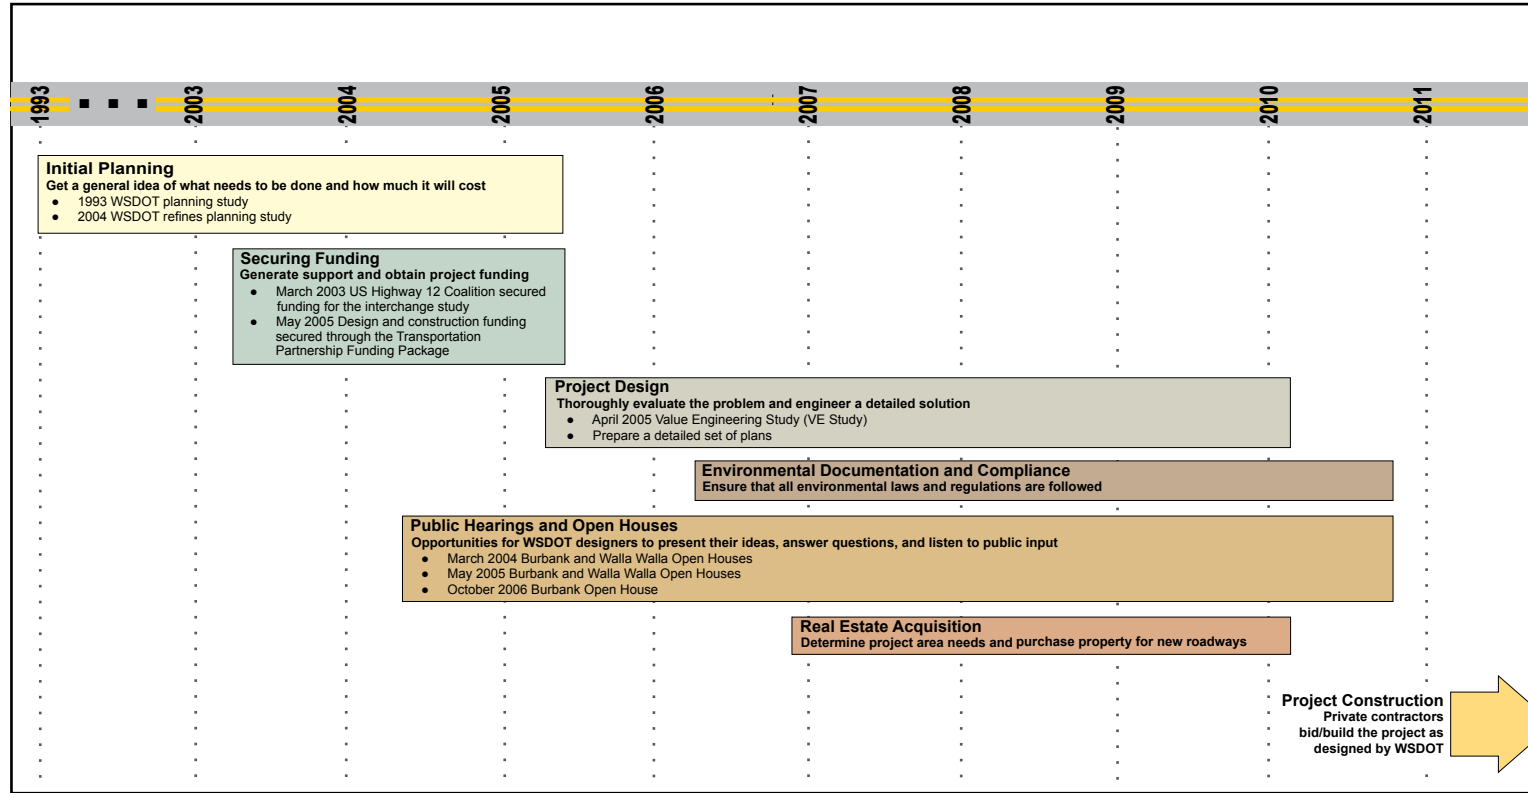 1993 ▪ ▪ ▪ 2003 2004 2005 2006 2007 2008 2009 2010 2011
Initial Planning
Get a general idea of what needs to be done and how much it will cost
● 1993 WSDOT planning study
● 2004 WSDOT refines planning study
Securing Funding
Generate support and obtain project funding
● March 2003 US Highway 12 Coalition secured
funding for the interchange study
● May 2005 Design and construction funding
secured through the Transportation
Partnership Funding Package
Project Design
Thoroughly evaluate the problem and engineer a detailed solution
● April 2005 Value Engineering Study (VE Study)
● Prepare a detailed set of plans
Environmental Documentation and Compliance
Ensure that all environmental laws and regulations are followed
Public Hearings and Open Houses
Opportunities for WSDOT designers to present their ideas, answer questions, and listen to public input
● March 2004 Burbank and Walla Walla Open Houses
● May 2005 Burbank and Walla Walla Open Houses
● October 2006 Burbank Open House
Real Estate Acquisition
Determine project area needs and purchase property for new roadways
Project Construction
Private contractors
bid/build the project as
designed by WSDOT